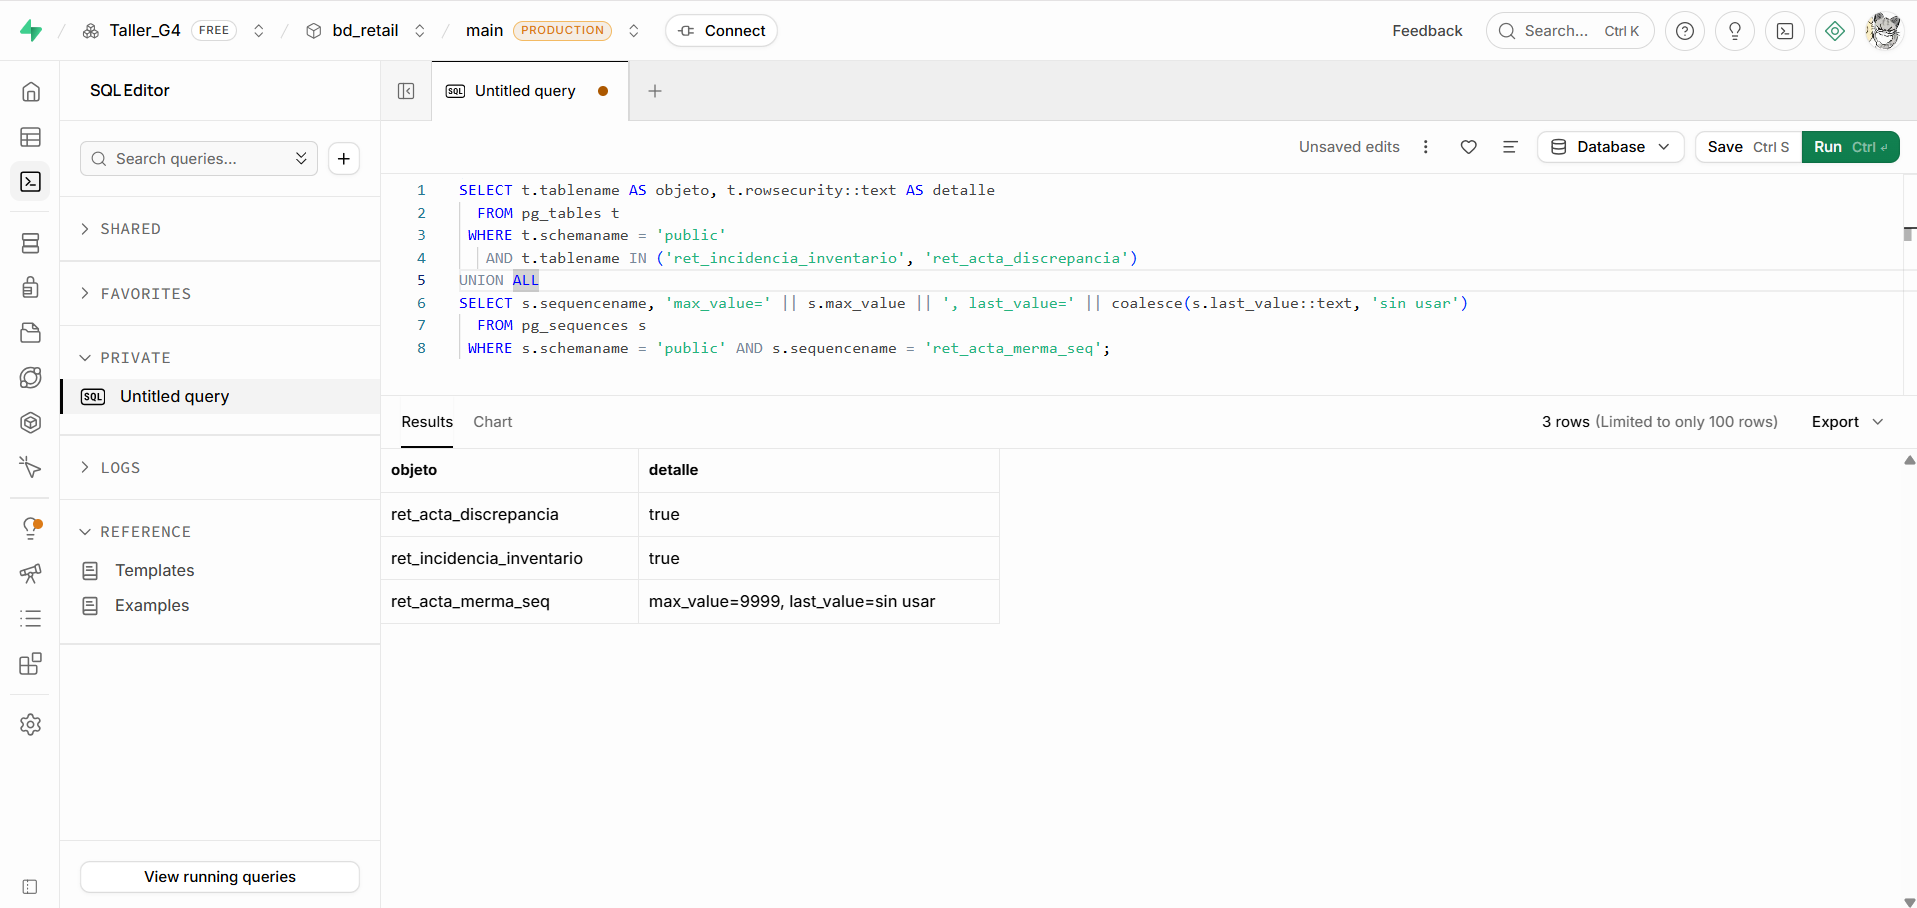 Taller_G4 FREE bd_retail main PRODUCTION Connect Feedback Search... Ctrl K
SQL Editor
SQL Untitled query
Search queries...
Unsaved edits Database Save Ctrl S Run Ctrl ↵
SHARED
FAVORITES
PRIVATE
SQL Untitled query
LOGS
REFERENCE
Templates
Examples
View running queries
1 SELECT t.tablename AS objeto, t.rowsecurity::text AS detalle
2 FROM pg_tables t
3 WHERE t.schemaname = 'public'
4 AND t.tablename IN ('ret_incidencia_inventario', 'ret_acta_discrepancia')
5 UNION ALL
6 SELECT s.sequencename, 'max_value=' || s.max_value || ', last_value=' || coalesce(s.last_value::text, 'sin usar')
7 FROM pg_sequences s
8 WHERE s.schemaname = 'public' AND s.sequencename = 'ret_acta_merma_seq';
Results Chart 3 rows (Limited to only 100 rows) Export
objeto detalle
ret_acta_discrepancia true
ret_incidencia_inventario true
ret_acta_merma_seq max_value=9999, last_value=sin usar